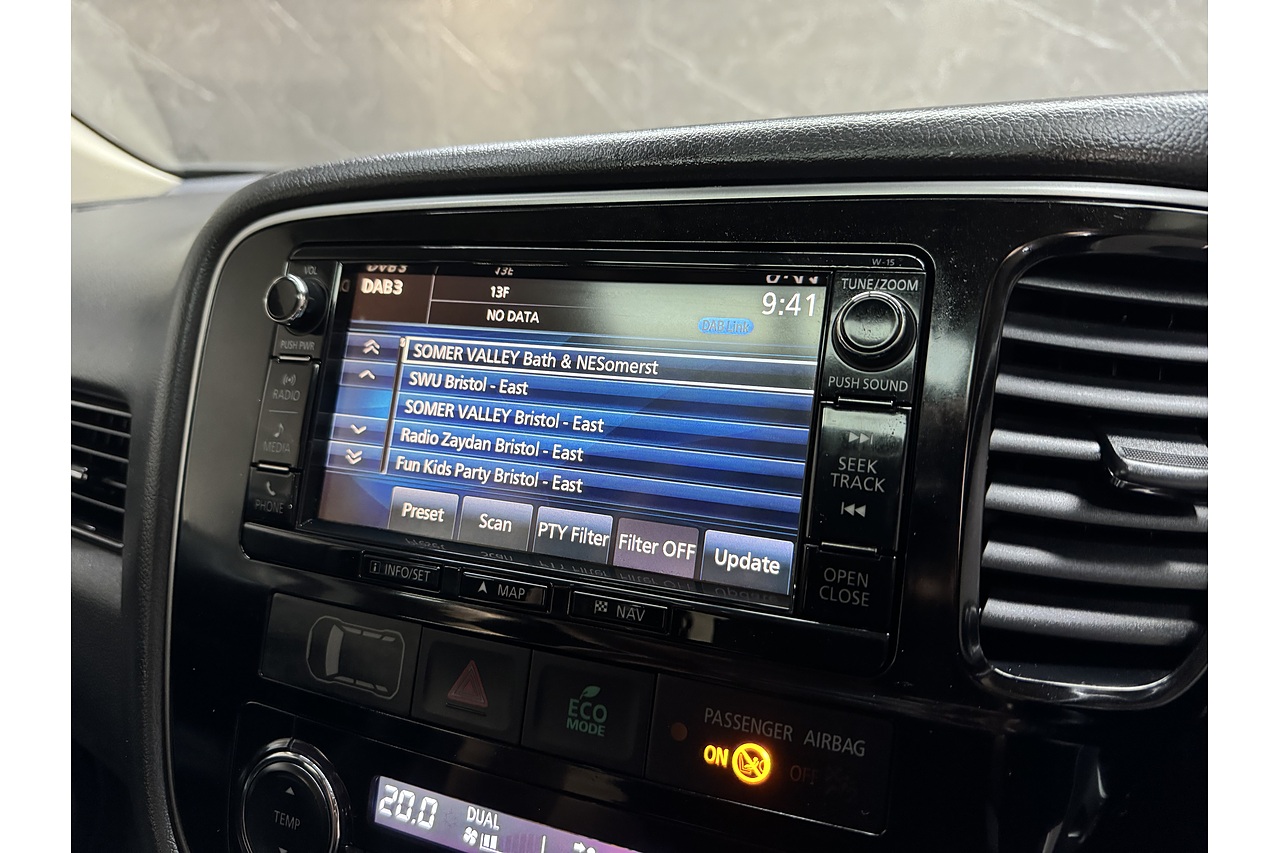 W-15
VOL
PUSH PWR
RADIO
MEDIA
PHONE
DAB3
13F
NO DATA
DAB Link
9:41
SOMER VALLEY Bath & NESomerst
SWU Bristol - East
SOMER VALLEY Bristol - East
Radio Zaydan Bristol - East
Fun Kids Party Bristol - East
Preset
Scan
PTY Filter
Filter OFF
Update
TUNE/ZOOM
PUSH SOUND
SEEK
TRACK
OPEN
CLOSE
INFO/SET
MAP
NAV
ECO
MODE
PASSENGER AIRBAG
ON
OFF
TEMP
20.0
DUAL